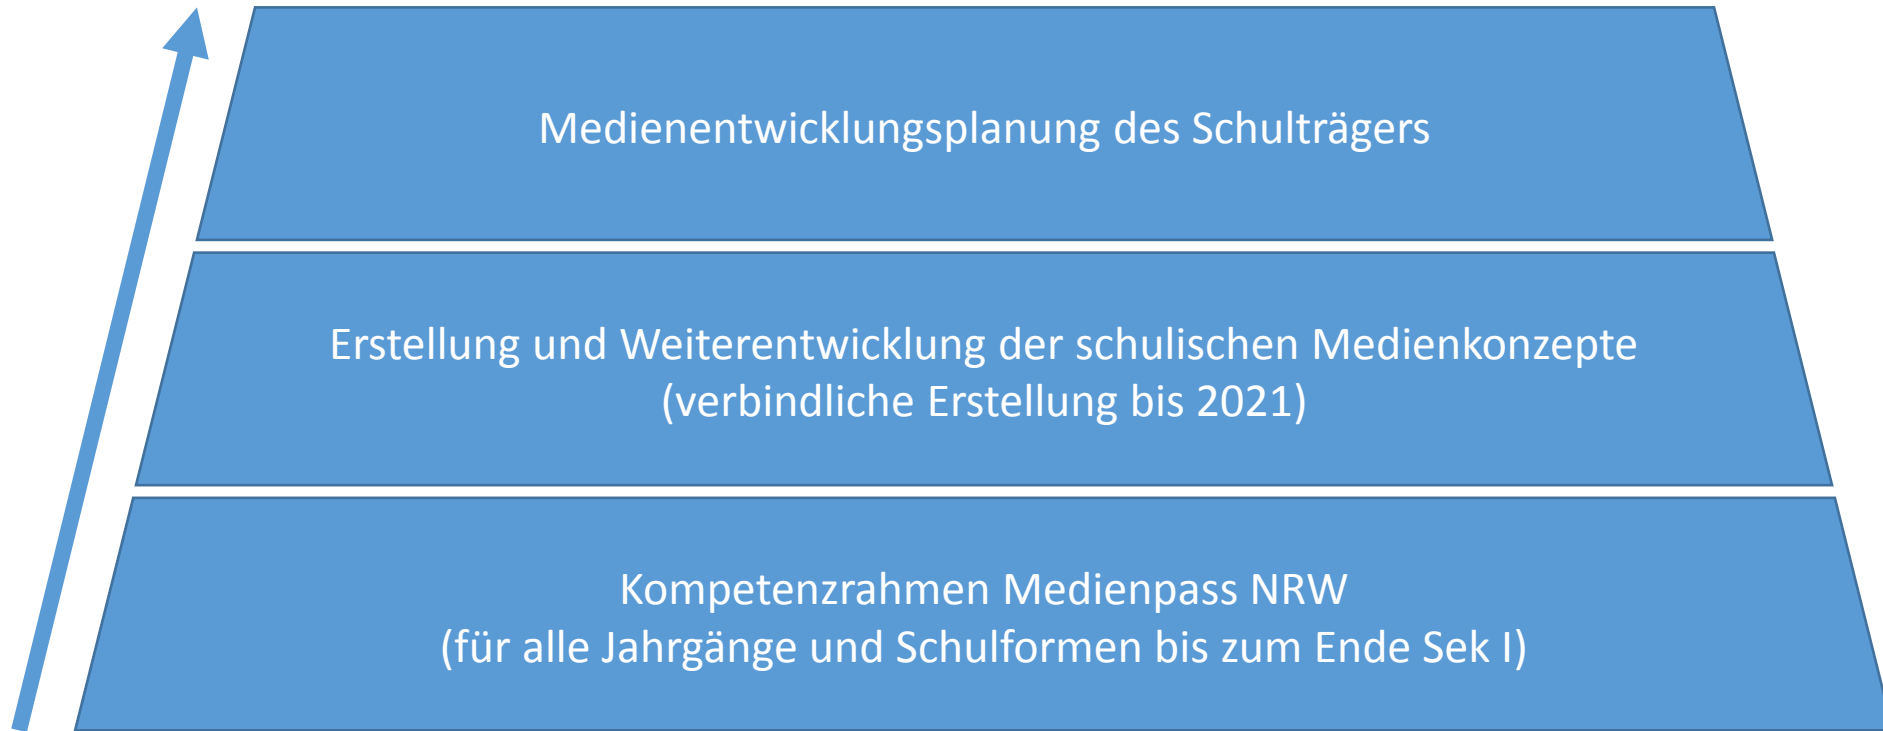 Medienentwicklungsplanung des Schulträgers
Erstellung und Weiterentwicklung der schulischen Medienkonzepte
(verbindliche Erstellung bis 2021)
Kompetenzrahmen Medienpass NRW
(für alle Jahrgänge und Schulformen bis zum Ende Sek I)